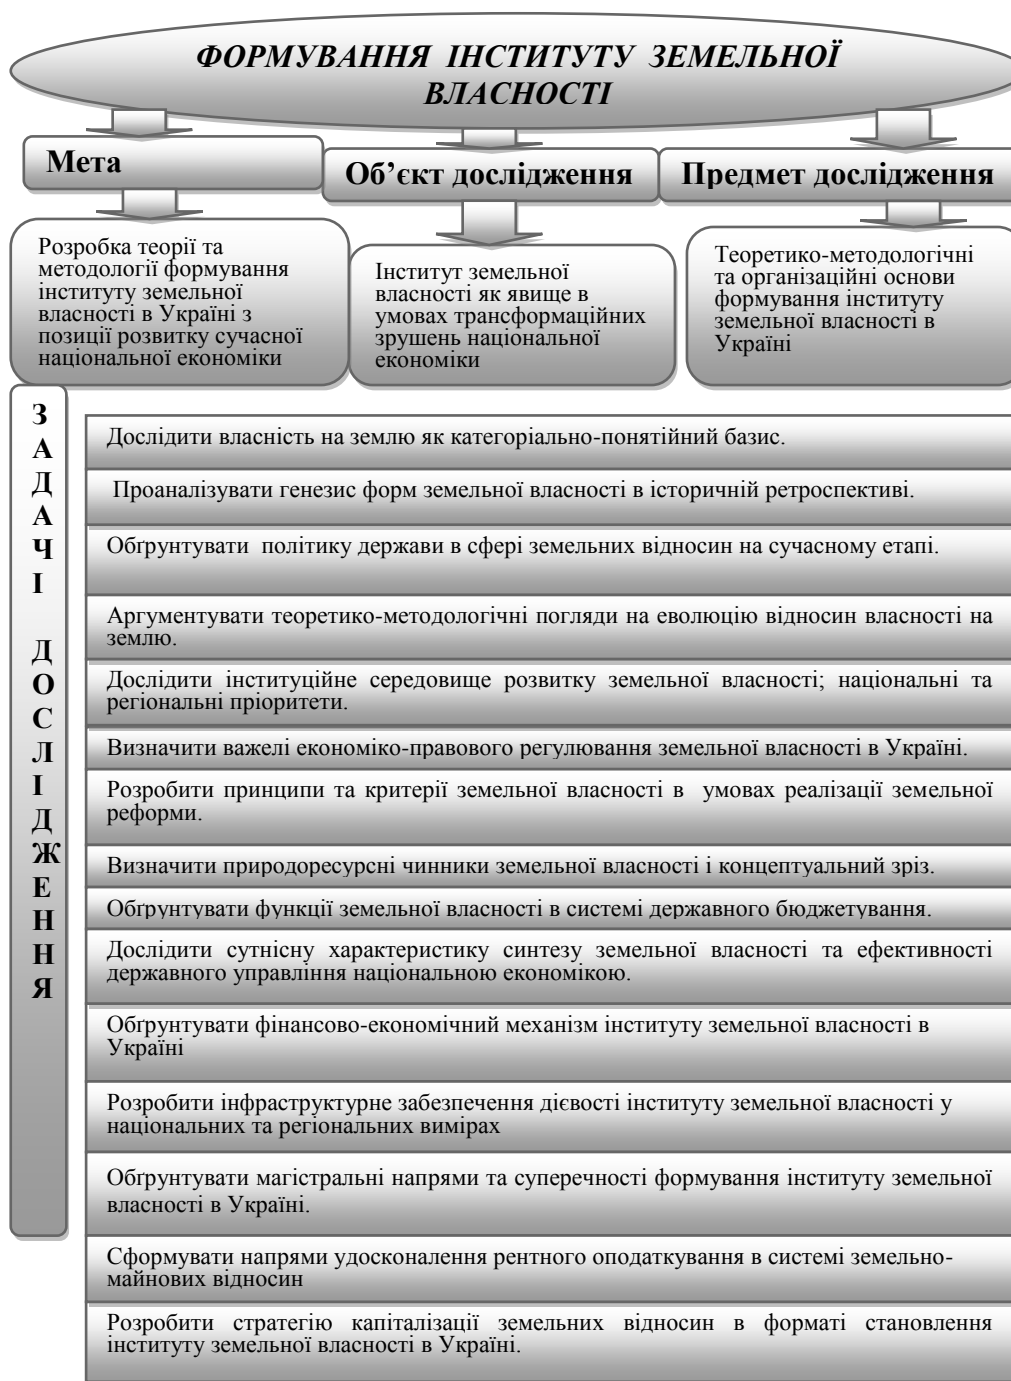 ФОРМУВАННЯ ІНСТИТУТУ ЗЕМЕЛЬНОЇ
ВЛАСНОСТІ
Мета
Об’єкт дослідження
Предмет дослідження
Розробка теорії та
методології формування
інституту земельної
власності в Україні з
позиції розвитку сучасної
національної економіки
Інститут земельної
власності як явище в
умовах трансформаційних
зрушень національної
економіки
Теоретико-методологічні
та організаційні основи
формування інституту
земельної власності в
Україні
ЗАДАЧІ ДОСЛІДЖЕННЯ
Дослідити власність на землю як категоріально-понятійний базис.
Проаналізувати генезис форм земельної власності в історичній ретроспективі.
Обґрунтувати політику держави в сфері земельних відносин на сучасному етапі.
Аргументувати теоретико-методологічні погляди на еволюцію відносин власності на
землю.
Дослідити інституційне середовище розвитку земельної власності; національні та
регіональні пріоритети.
Визначити важелі економіко-правового регулювання земельної власності в Україні.
Розробити принципи та критерії земельної власності в умовах реалізації земельної
реформи.
Визначити природоресурсні чинники земельної власності і концептуальний зріз.
Обґрунтувати функції земельної власності в системі державного бюджетування.
Дослідити сутнісну характеристику синтезу земельної власності та ефективності
державного управління національною економікою.
Обґрунтувати фінансово-економічний механізм інституту земельної власності в
Україні
Розробити інфраструктурне забезпечення дієвості інституту земельної власності у
національних та регіональних вимірах
Обґрунтувати магістральні напрями та суперечності формування інституту земельної
власності в Україні.
Сформувати напрями удосконалення рентного оподаткування в системі земельно-
майнових відносин
Розробити стратегію капіталізації земельних відносин в форматі становлення
інституту земельної власності в Україні.